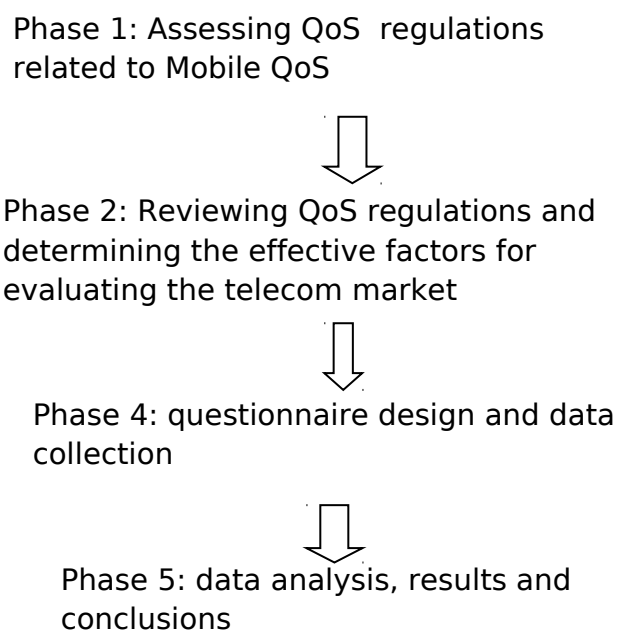 Phase 1: Assessing QoS  regulations
related to Mobile QoS
Phase 2: Reviewing QoS regulations and
determining the effective factors for
evaluating the telecom market
Phase 4: questionnaire design and data
collection
Phase 5: data analysis, results and
conclusions